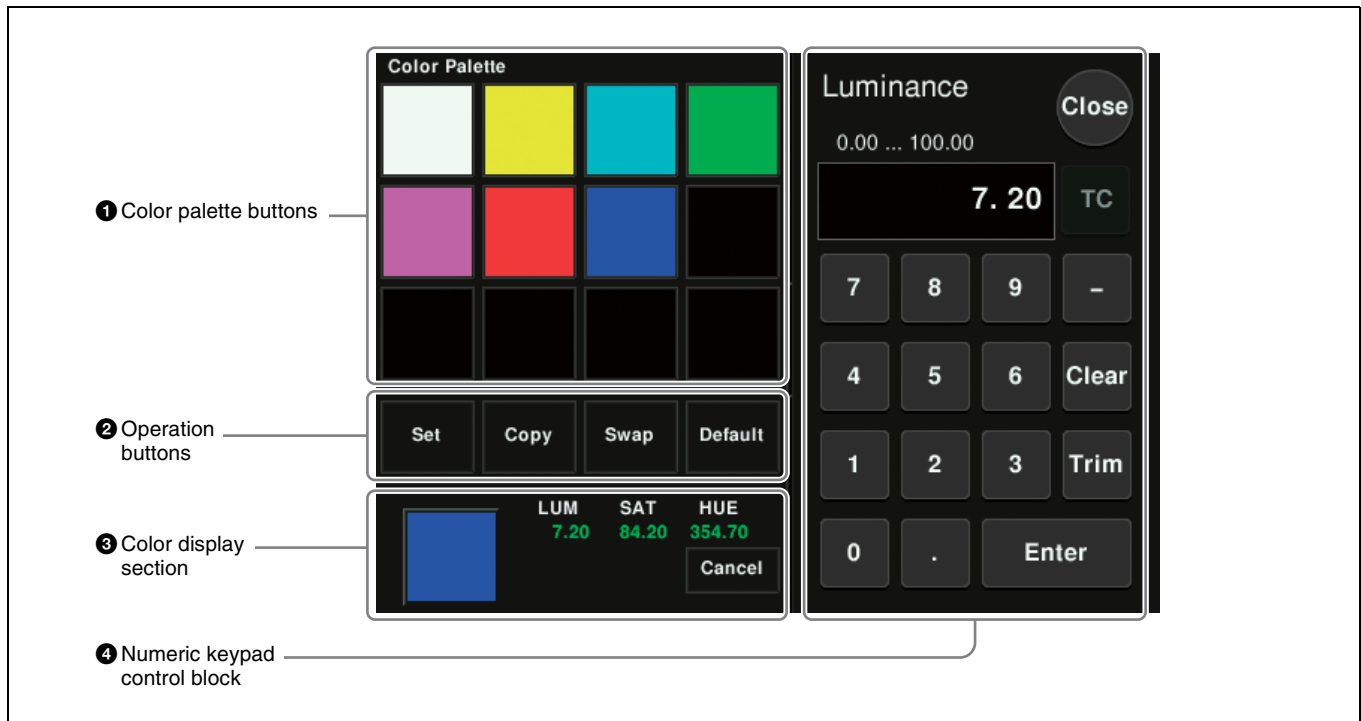 Color Palette
❶ Color palette buttons
❷ Operation
buttons
Set Copy Swap Default
❸ Color display
section
LUM SAT HUE
7.20 84.20 354.70
Cancel
❹ Numeric keypad
control block
Luminance
Close
0.00 ... 100.00
7. 20
TC
7 8 9 –
4 5 6 Clear
1 2 3 Trim
0 . Enter